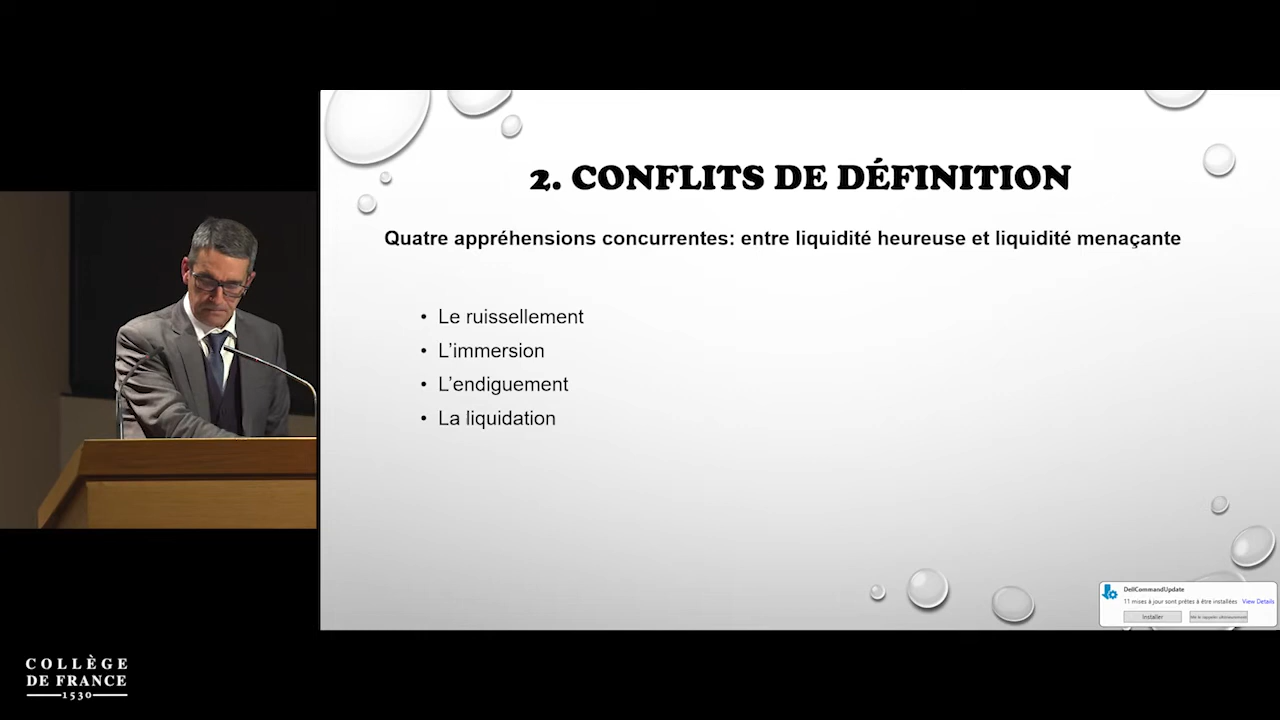 2. CONFLITS DE DÉFINITION
Quatre appréhensions concurrentes: entre liquidité heureuse et liquidité menaçante
• Le ruissellement
• L’immersion
• L’endiguement
• La liquidation
DellCommandUpdate
11 mises à jour sont prêtes à être installées View Details
Installer
COLLÈGE
DE FRANCE
1530